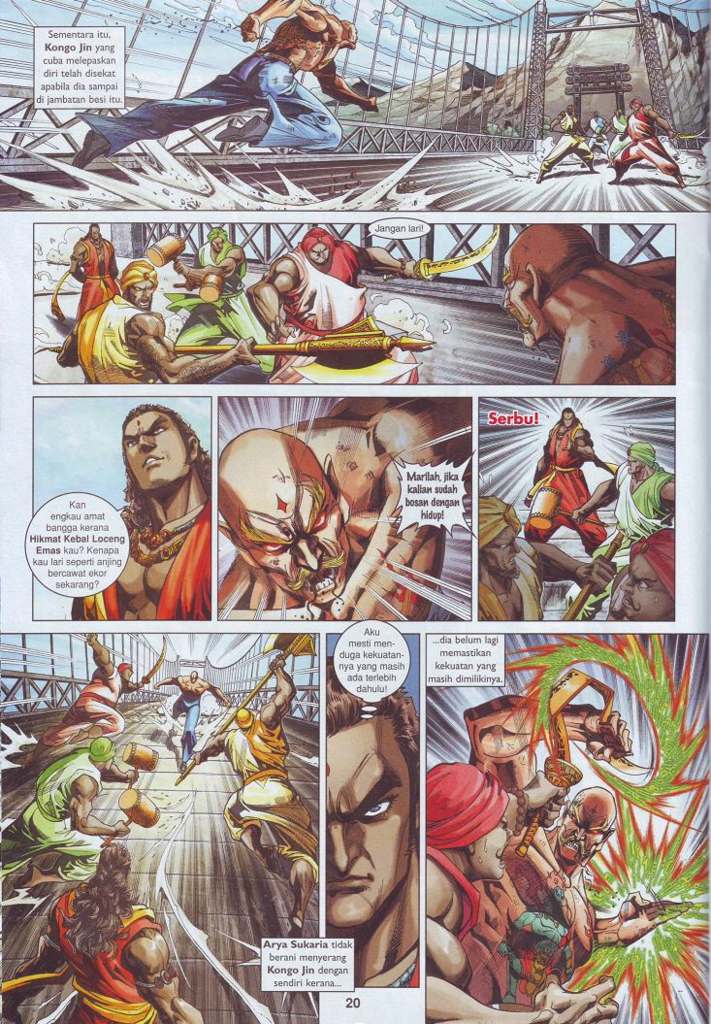 Sementara itu,
Kongo Jin yang
cuba melepaskan
diri telah disekat
apabila dia sampai
di jambatan besi itu.
Jangan lari!
Kan
engkau amat
bangga kerana
Hikmat Kebal Loceng
Emas kau? Kenapa
kau lari seperti anjing
bercawat ekor
sekarang?
Marilah, jika
kalian sudah
bosan dengan
hidup!
Serbu!
Aku
mesti men-
duga kekuatan-
nya yang masih
ada terlebih
dahulu!
Arya Sukaria tidak
berani menyerang
Kongo Jin dengan
sendiri kerana...
...dia belum lagi
memastikan
kekuatan yang
masih dimilikinya.
20